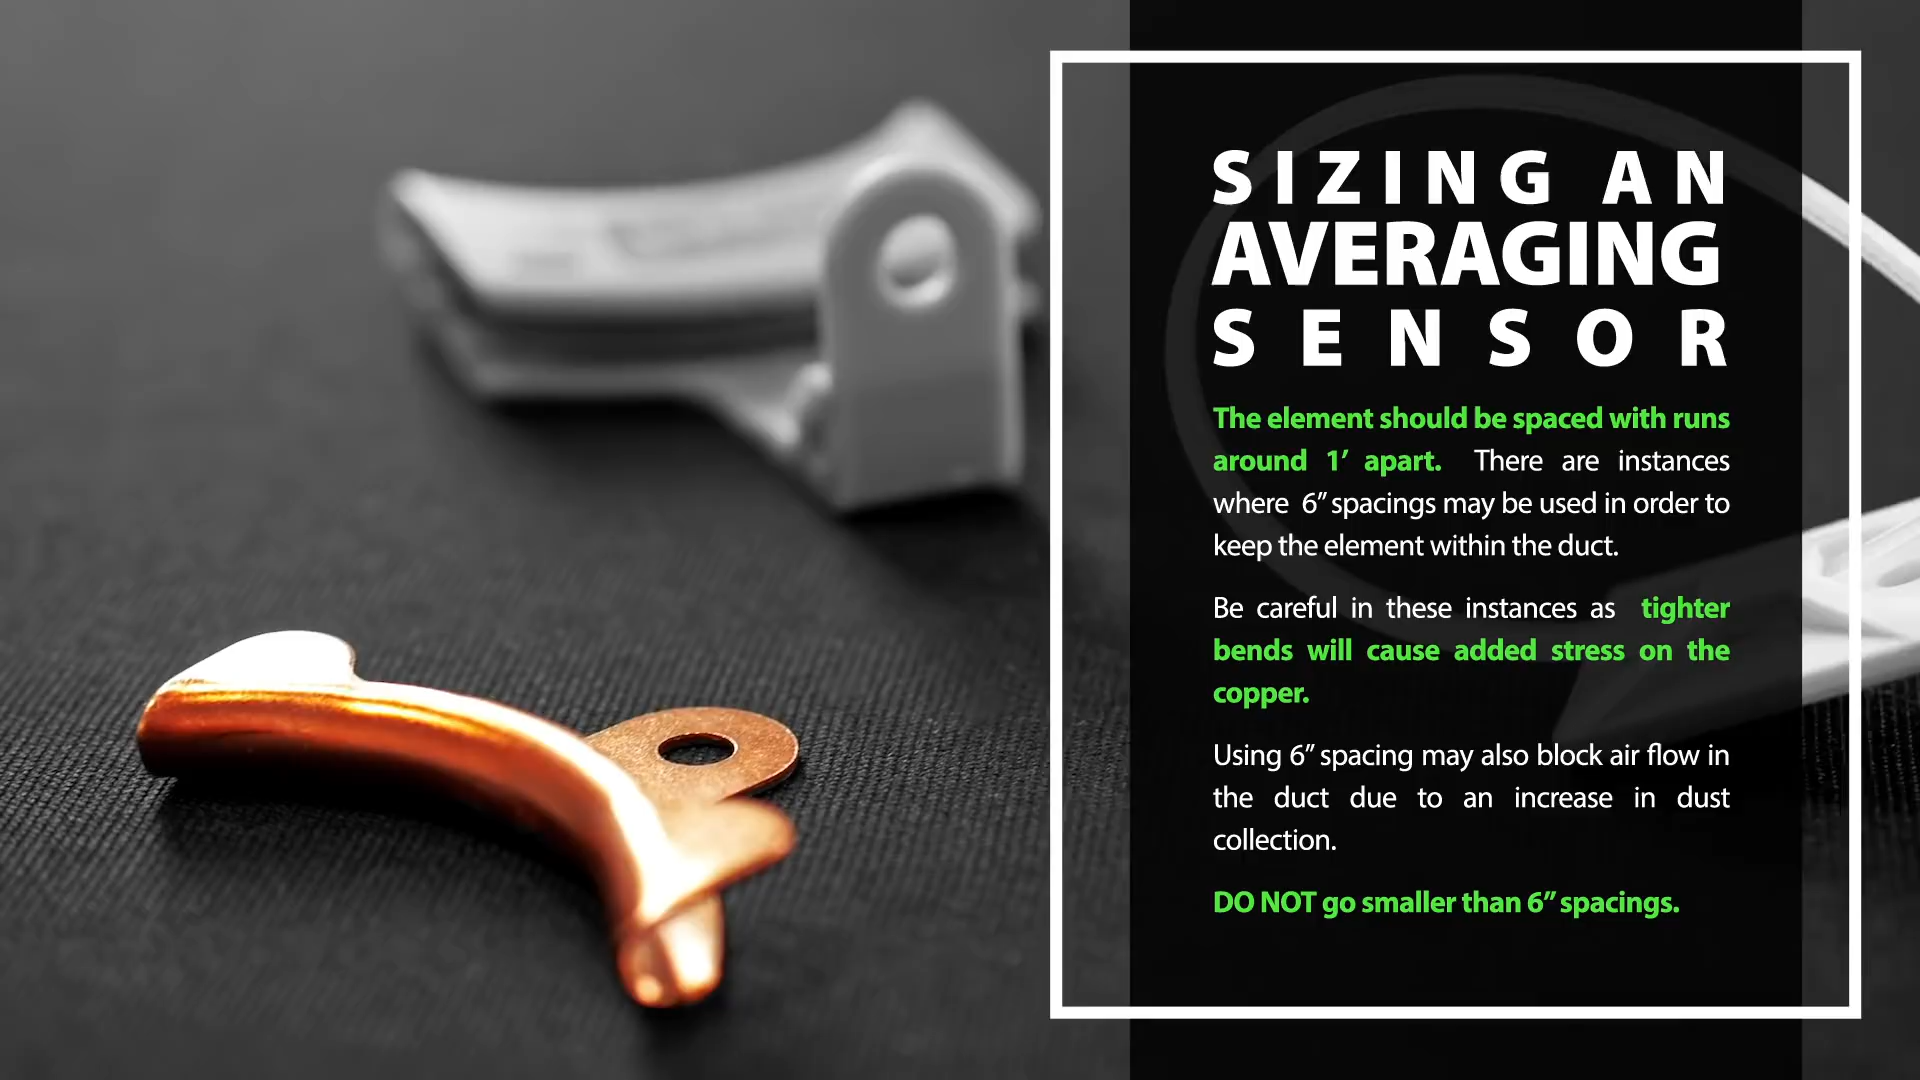 SIZING AN
AVERAGING
SENSOR
The element should be spaced with runs
around 1’ apart. There are instances
where 6” spacings may be used in order to
keep the element within the duct.
Be careful in these instances as tighter
bends will cause added stress on the
copper.
Using 6” spacing may also block air flow in
the duct due to an increase in dust
collection.
DO NOT go smaller than 6” spacings.